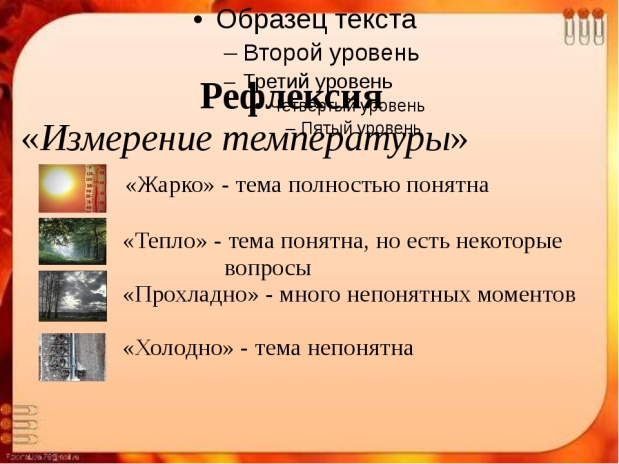 • Образец текста
– Второй уровень
– Третий уровень
Рефлексия
Четвертый уровень
– Пятый уровень
«Измерение температуры»
«Жарко» - тема полностью понятна
«Тепло» - тема понятна, но есть некоторые
вопросы
«Прохладно» - много непонятных моментов
«Холодно» - тема непонятна